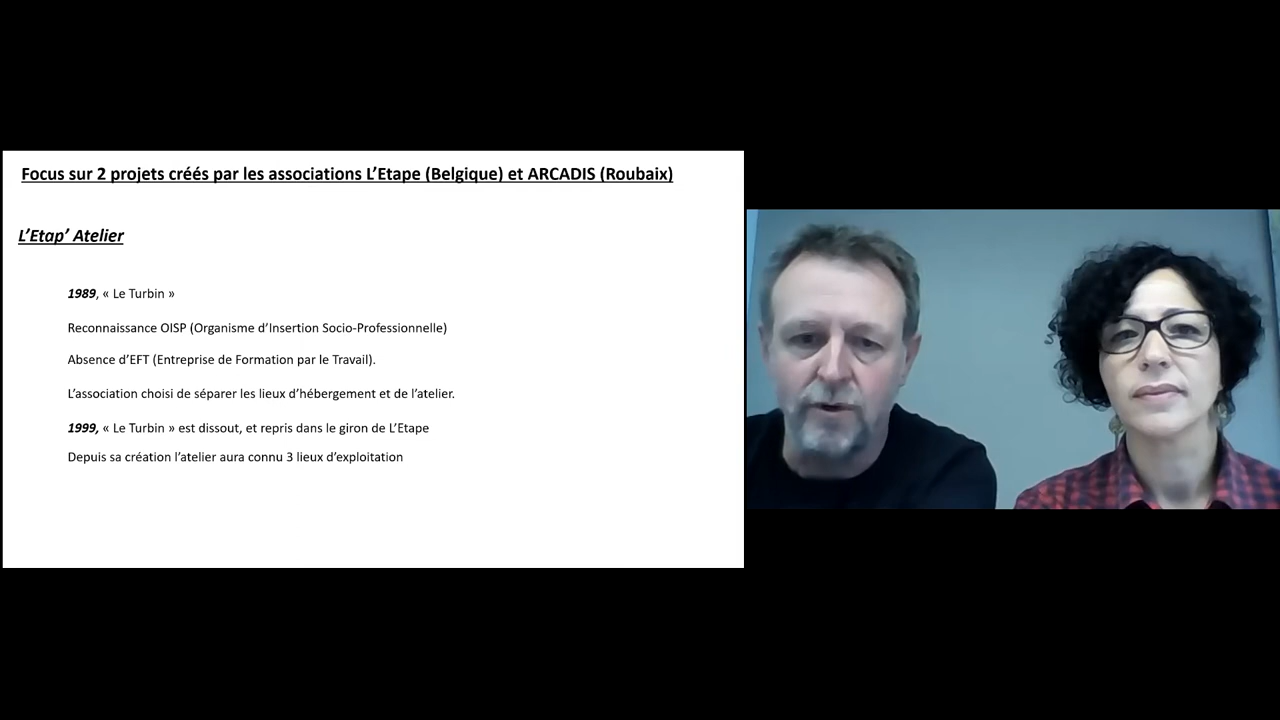 Focus sur 2 projets créés par les associations L’Etape (Belgique) et ARCADIS (Roubaix)
L’Etap’ Atelier
1989, « Le Turbin »
Reconnaissance OISP (Organisme d’Insertion Socio-Professionnelle)
Absence d’EFT (Entreprise de Formation par le Travail).
L’association choisi de séparer les lieux d’hébergement et de l’atelier.
1999, « Le Turbin » est dissout, et repris dans le giron de L’Etape
Depuis sa création l’atelier aura connu 3 lieux d’exploitation